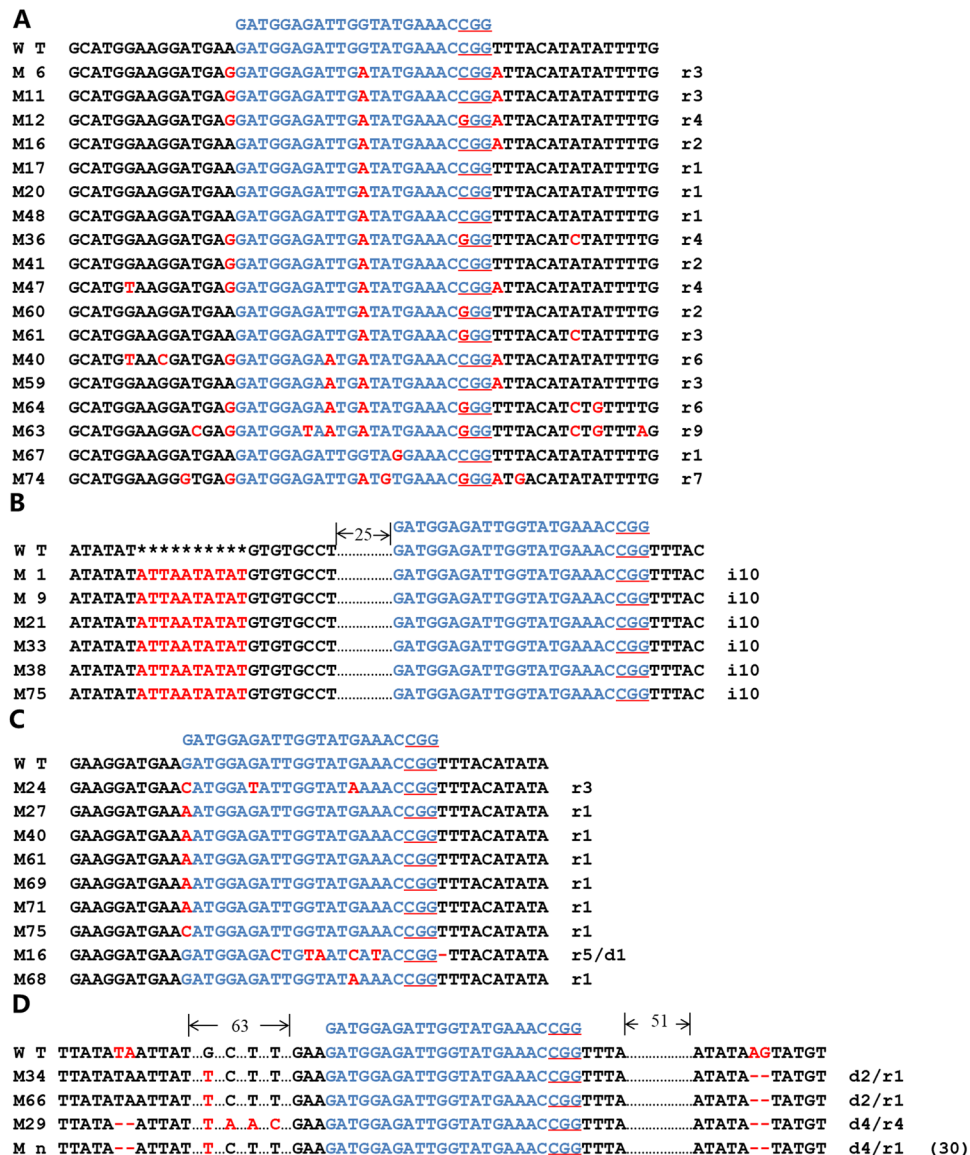 A
GATGGAGATTGGTATGAAACCGG
W T GCATGGAAGGATGAAGATGGAGATTGGTATGAAACCGGTTTACATATATTTTG
M 6 GCATGGAAGGATGAGGATGGAGATTGATATGAAACCGGATTACATATATTTTG r3
M11 GCATGGAAGGATGAGGATGGAGATTGATATGAAACCGGATTACATATATTTTG r3
M12 GCATGGAAGGATGAGGATGGAGATTGATATGAAACGGGATTACATATATTTTG r4
M16 GCATGGAAGGATGAAGATGGAGATTGATATGAAACCGGATTACATATATTTTG r2
M17 GCATGGAAGGATGAAGATGGAGATTGATATGAAACCGGTTTACATATATTTTG r1
M20 GCATGGAAGGATGAAGATGGAGATTGATATGAAACCGGTTTACATATATTTTG r1
M48 GCATGGAAGGATGAAGATGGAGATTGATATGAAACCGGTTTACATATATTTTG r1
M36 GCATGGAAGGATGAGGATGGAGATTGATATGAAACGGGTTTACATCTATTTTG r4
M41 GCATGGAAGGATGAGGATGGAGATTGATATGAAACCGGTTTACATATATTTTG r2
M47 GCATGTAAGGATGAGGATGGAGATTGATATGAAACCGGATTACATATATTTTG r4
M60 GCATGGAAGGATGAAGATGGAGATTGATATGAAACGGGTTTACATATATTTTG r2
M61 GCATGGAAGGATGAAGATGGAGATTGATATGAAACGGGTTTACATCTATTTTG r3
M40 GCATGTAACGATGAGGATGGAGAATGATATGAAACCGGATTACATATATTTTG r6
M59 GCATGGAAGGATGAAGATGGAGAATGATATGAAACCGGATTACATATATTTTG r3
M64 GCATGGAAGGATGAGGATGGAGAATGATATGAAACGGGTTTACATCTGTTTTG r6
M63 GCATGGAAGGACGAGGATGGATAATGATATGAAACGGGTTTACATCTGTTTAG r9
M67 GCATGGAAGGATGAAGATGGAGATTGGTAGGAAACCGGTTTACATATATTTTG r1
M74 GCATGGAAGGGTGAGGATGGAGATTGATGTGAAACGGGATGACATATATTTTG r7
B
25 GATGGAGATTGGTATGAAACCGG
W T ATATAT**********GTGTGCCT...............GATGGAGATTGGTATGAAACCGGTTTAC
M 1 ATATATATTAATATATGTGTGCCT...............GATGGAGATTGGTATGAAACCGGTTTAC i10
M 9 ATATATATTAATATATGTGTGCCT...............GATGGAGATTGGTATGAAACCGGTTTAC i10
M21 ATATATATTAATATATGTGTGCCT...............GATGGAGATTGGTATGAAACCGGTTTAC i10
M33 ATATATATTAATATATGTGTGCCT...............GATGGAGATTGGTATGAAACCGGTTTAC i10
M38 ATATATATTAATATATGTGTGCCT...............GATGGAGATTGGTATGAAACCGGTTTAC i10
M75 ATATATATTAATATATGTGTGCCT...............GATGGAGATTGGTATGAAACCGGTTTAC i10
C
GATGGAGATTGGTATGAAACCGG
W T GAAGGATGAAGATGGAGATTGGTATGAAACCGGTTTACATATA
M24 GAAGGATGAACATGGATATTGGTATAAAACCGGTTTACATATA r3
M27 GAAGGATGAAAATGGAGATTGGTATGAAACCGGTTTACATATA r1
M40 GAAGGATGAAAATGGAGATTGGTATGAAACCGGTTTACATATA r1
M61 GAAGGATGAAAATGGAGATTGGTATGAAACCGGTTTACATATA r1
M69 GAAGGATGAAAATGGAGATTGGTATGAAACCGGTTTACATATA r1
M71 GAAGGATGAAAATGGAGATTGGTATGAAACCGGTTTACATATA r1
M75 GAAGGATGAACATGGAGATTGGTATGAAACCGGTTTACATATA r1
M16 GAAGGATGAAGATGGAGACTGTAATCATACCGG-TTACATATA r5/d1
M68 GAAGGATGAAGATGGAGATTGGTATAAAACCGGTTTACATATA r1
D
63 GATGGAGATTGGTATGAAACCGG 51
W T TTATATAATTAT...G...C...T...T...GAAGATGGAGATTGGTATGAAACCGGTTTA..................ATATAAGTATGT
M34 TTATATAATTAT...T...C...T...T...GAAGATGGAGATTGGTATGAAACCGGTTTA..................ATATA--TATGT d2/r1
M66 TTATATAATTAT...T...C...T...T...GAAGATGGAGATTGGTATGAAACCGGTTTA..................ATATA--TATGT d2/r1
M29 TTATA--ATTAT...T...A...A...C...GAAGATGGAGATTGGTATGAAACCGGTTTA..................ATATA--TATGT d4/r4
M n TTATA--ATTAT...T...C...T...T...GAAGATGGAGATTGGTATGAAACCGGTTTA..................ATATA--TATGT d4/r1 (30)